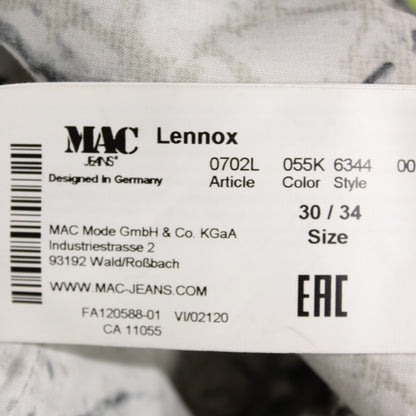 MAC Lennox
JEANS
Designed In Germany
0702L 055K 6344 00
Article Color Style
30 / 34
Size
MAC Mode GmbH & Co. KGaA
Industriestrasse 2
93192 Wald/Roßbach
WWW.MAC-JEANS.COM
EAC
FA120588-01 VI/02120
CA 11055